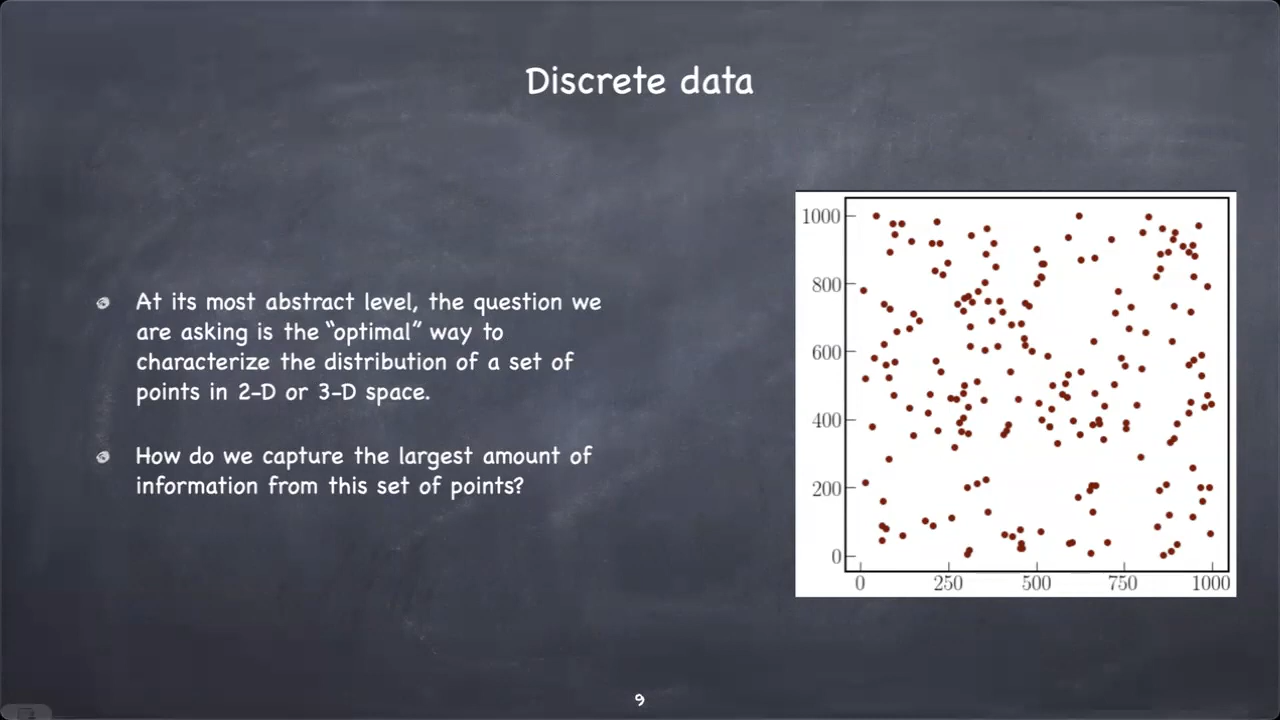 Discrete data
At its most abstract level, the question we
are asking is the “optimal” way to
characterize the distribution of a set of
points in 2-D or 3-D space.
How do we capture the largest amount of
information from this set of points?
1000
800
600
400
200
0
0 250 500 750 1000
9